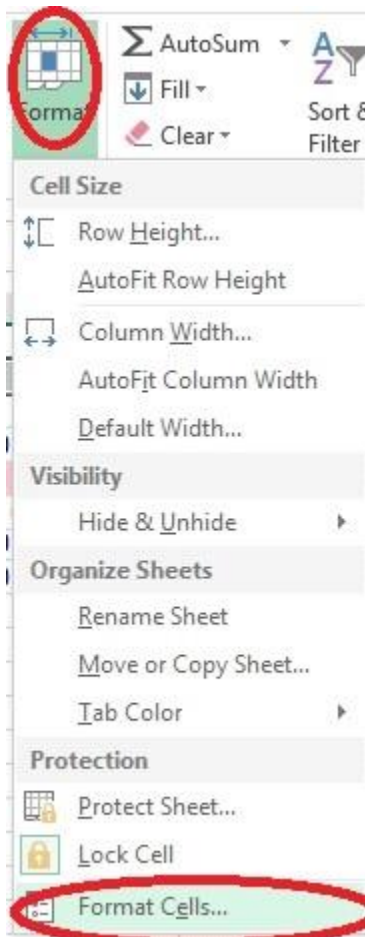 AutoSum
Fill
Clear
Format
Sort &
Filter
Cell Size
Row Height...
AutoFit Row Height
Column Width...
AutoFit Column Width
Default Width...
Visibility
Hide & Unhide
Organize Sheets
Rename Sheet
Move or Copy Sheet...
Tab Color
Protection
Protect Sheet...
Lock Cell
Format Cells...